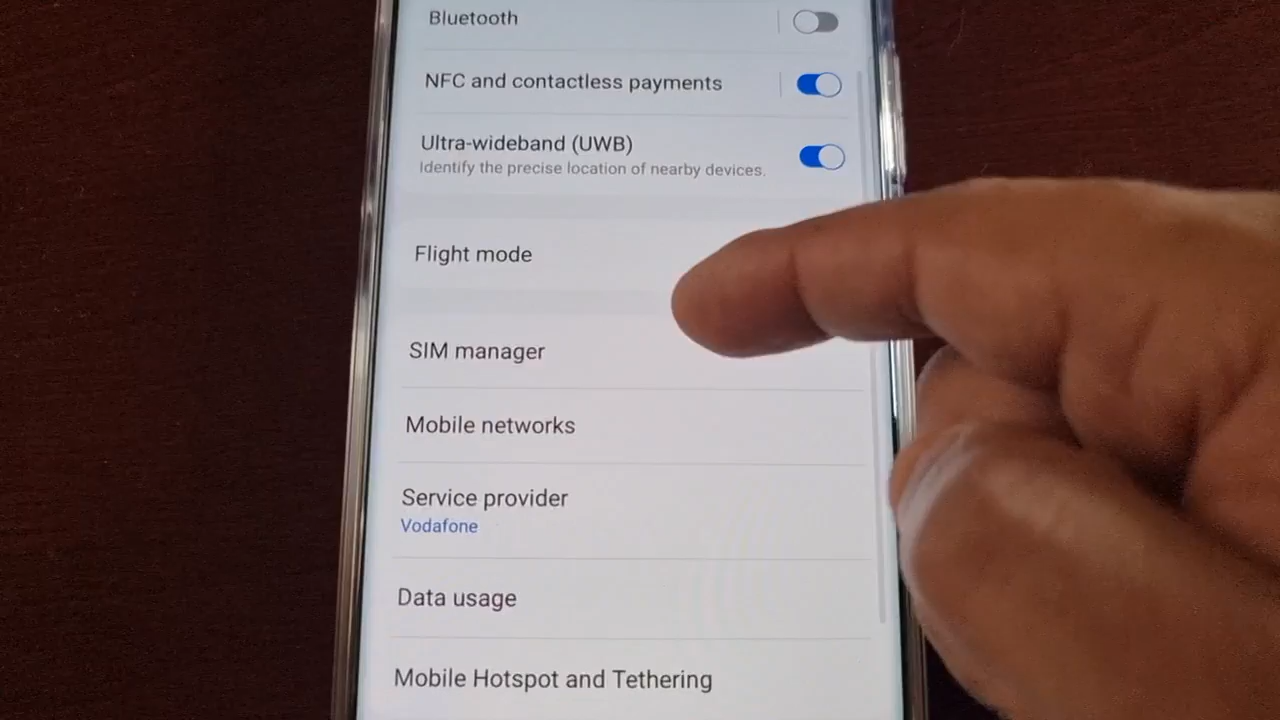 Bluetooth
NFC and contactless payments
Ultra-wideband (UWB)
Identify the precise location of nearby devices.
Flight mode
SIM manager
Mobile networks
Service provider
Vodafone
Data usage
Mobile Hotspot and Tethering